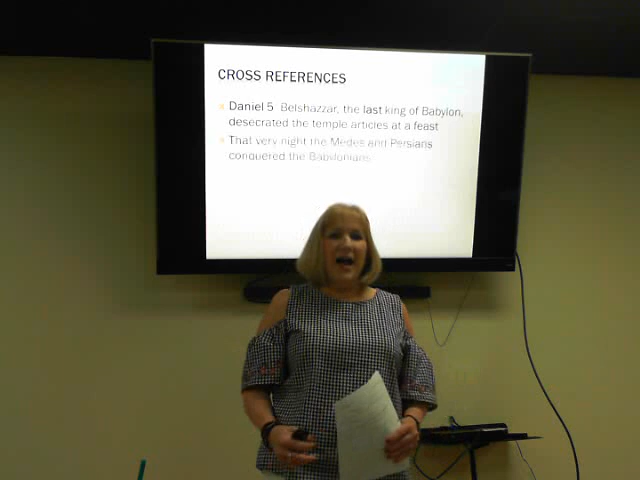 CROSS REFERENCES
Daniel 5 Belshazzar, the last king of Babylon,
desecrated the temple articles at a feast
That very night the Medes and Persians
conquered the Babylonians